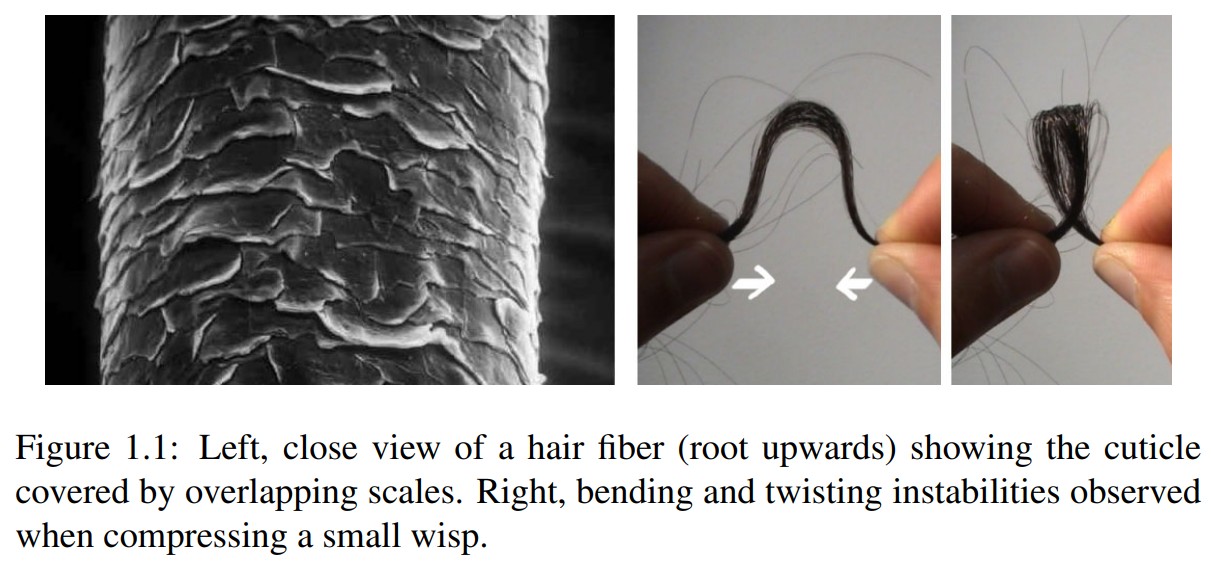 Figure 1.1: Left, close view of a hair fiber (root upwards) showing the cuticle
covered by overlapping scales. Right, bending and twisting instabilities observed
when compressing a small wisp.